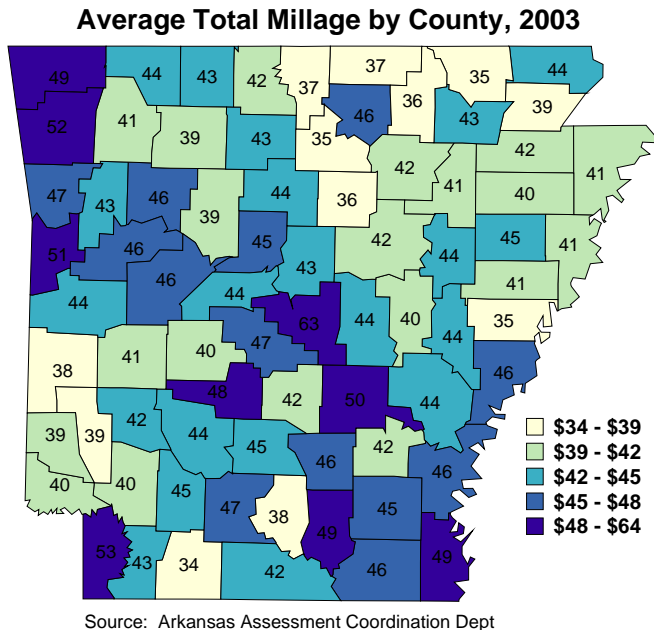 Average Total Millage by County, 2003
49 44 43 42 37 37 35 44
52 41 39 43 35 46 36 43 39
47 43 46 39 44 36 42 41 42 40 41
51 46 46 45 43 42 44 45 41 41
44 44 63 44 40 44 35
38 41 40 47 46
39 39 42 48 42 50 44
40 40 44 45 46 42 46
45 47 38 49 45 49
53 43 34 42 46
$34 - $39
$39 - $42
$42 - $45
$45 - $48
$48 - $64
Source: Arkansas Assessment Coordination Dept